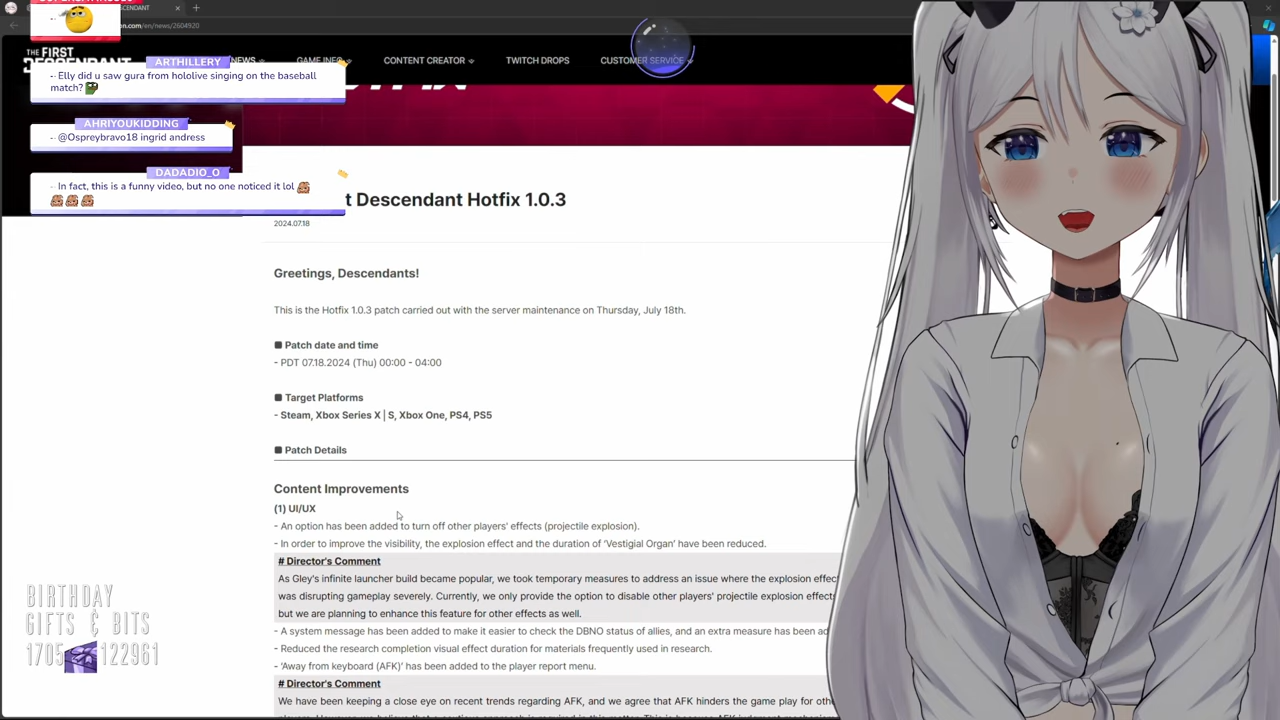 DESCENDANT
.com/en/news/2604920
THE FIRST
DESCENDANT
NEWS
GAME INFO
CONTENT CREATOR
TWITCH DROPS
CUSTOMER SERVICE
ARTHILLERY
Elly did u saw gura from hololive singing on the baseball
match?
AHRIYOUKIDDING
@Ospreybravo18 ingrid andress
DADADIO_O
In fact, this is a funny video, but no one noticed it lol
t Descendant Hotfix 1.0.3
2024.07.18
Greetings, Descendants!
This is the Hotfix 1.0.3 patch carried out with the server maintenance on Thursday, July 18th.
■ Patch date and time
- PDT 07.18.2024 (Thu) 00:00 - 04:00
■ Target Platforms
- Steam, Xbox Series X | S, Xbox One, PS4, PS5
■ Patch Details
Content Improvements
(1) UI/UX
- An option has been added to turn off other players' effects (projectile explosion).
- In order to improve the visibility, the explosion effect and the duration of 'Vestigial Organ' have been reduced.
# Director's Comment
As Gley's infinite launcher build became popular, we took temporary measures to address an issue where the explosion effec
was disrupting gameplay severely. Currently, we only provide the option to disable other players' projectile explosion effects
but we are planning to enhance this feature for other effects as well.
- A system message has been added to make it easier to check the DBNO status of allies, and an extra measure has been ad
- Reduced the research completion visual effect duration for materials frequently used in research.
- 'Away from keyboard (AFK)' has been added to the player report menu.
# Director's Comment
We have been keeping a close eye on recent trends regarding AFK, and we agree that AFK hinders the game play for othe
BIRTHDAY
GIFTS & BITS
1705 122961